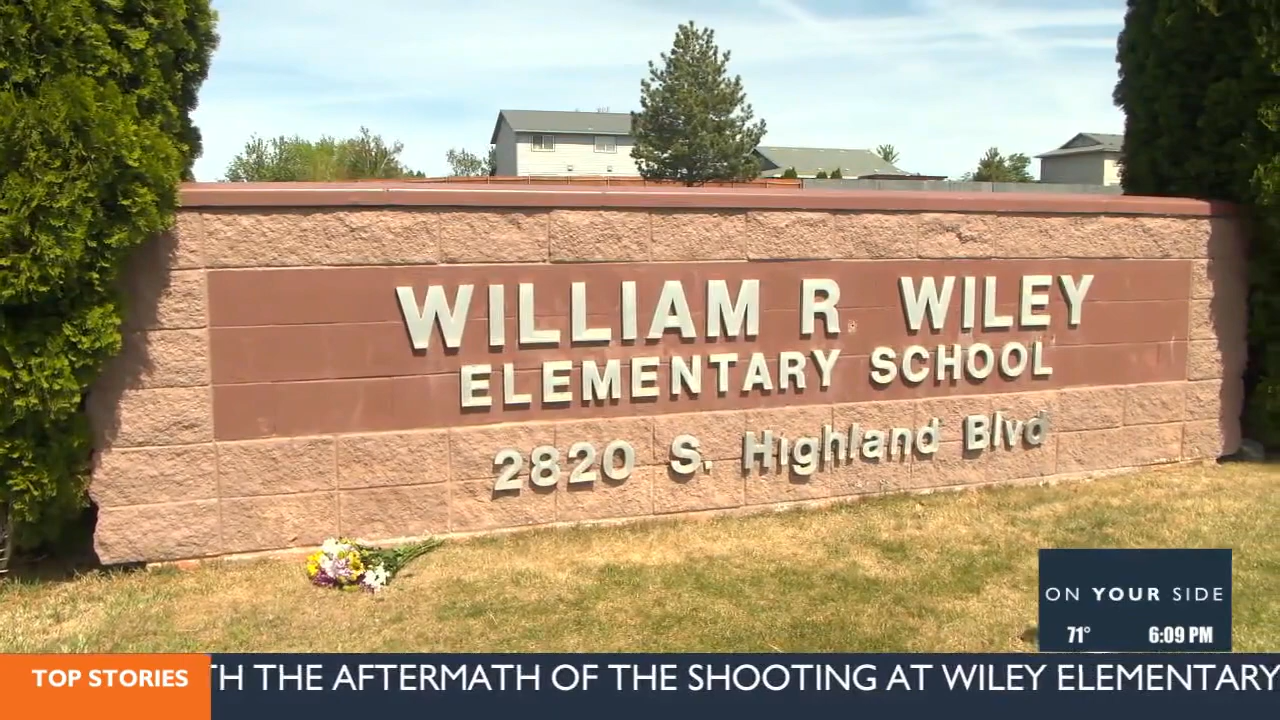 WILLIAM R WILEY
ELEMENTARY SCHOOL
2820 S. Highland Blvd
ON YOUR SIDE
71° 6:09 PM
TOP STORIES
H THE AFTERMATH OF THE SHOOTING AT WILEY ELEMENTARY